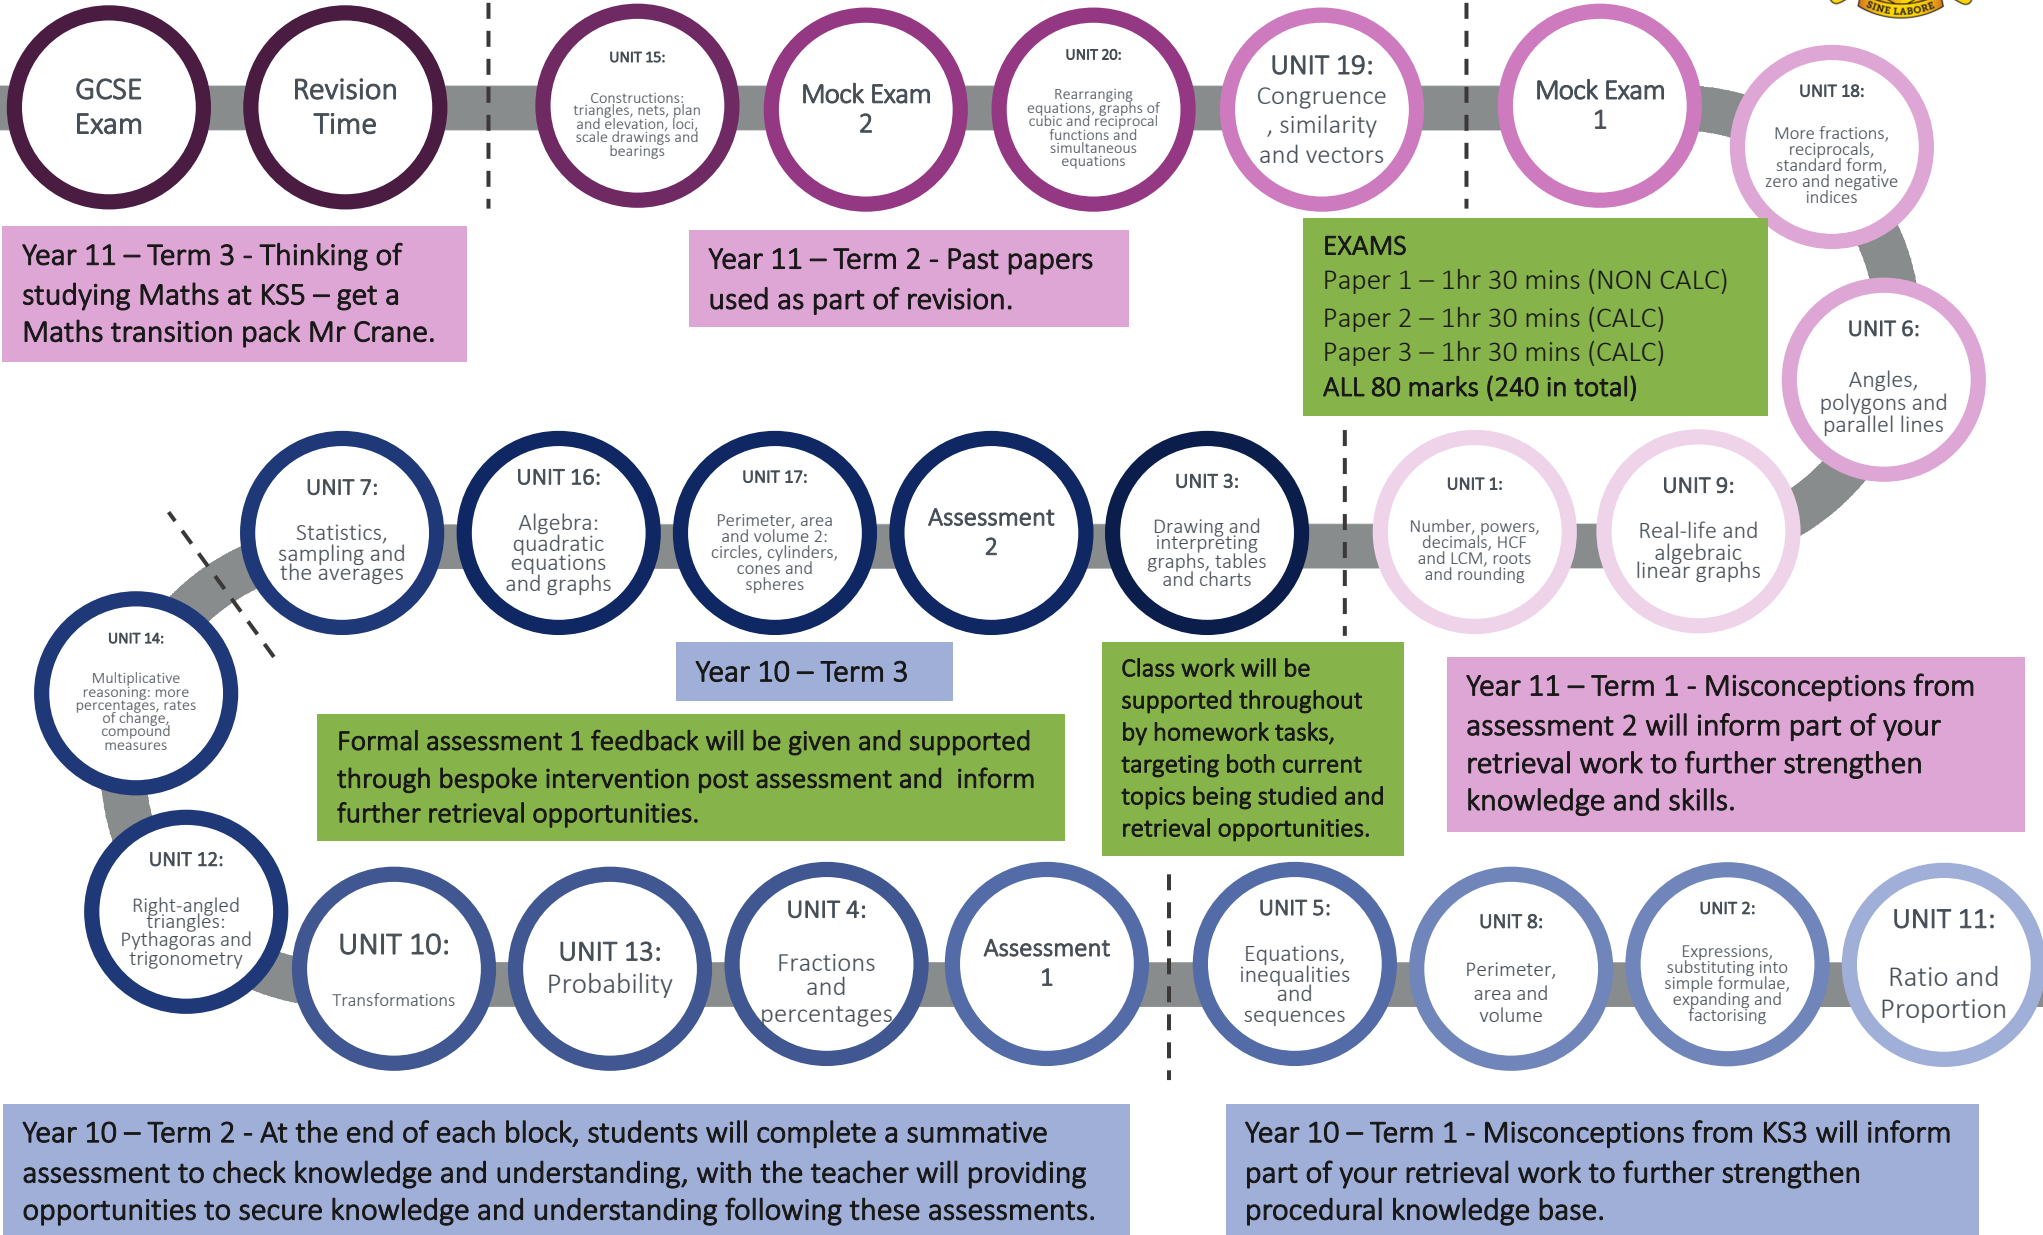 SINE LABORE
GCSE
Exam
Revision
Time
UNIT 15:
Constructions:
triangles, nets, plan
and elevation, loci,
scale drawings and
bearings
Mock Exam
2
UNIT 20:
Rearranging
equations, graphs of
cubic and reciprocal
functions and
simultaneous
equations
UNIT 19:
Congruence
, similarity
and vectors
Mock Exam
1
UNIT 18:
More fractions,
reciprocals,
standard form,
zero and negative
indices
Year 11 – Term 3 - Thinking of
studying Maths at KS5 – get a
Maths transition pack Mr Crane.
Year 11 – Term 2 - Past papers
used as part of revision.
EXAMS
Paper 1 – 1hr 30 mins (NON CALC)
Paper 2 – 1hr 30 mins (CALC)
Paper 3 – 1hr 30 mins (CALC)
ALL 80 marks (240 in total)
UNIT 6:
Angles,
polygons and
parallel lines
UNIT 7:
Statistics,
sampling and
the averages
UNIT 16:
Algebra:
quadratic
equations
and graphs
UNIT 17:
Perimeter, area
and volume 2:
circles, cylinders,
cones and
spheres
Assessment
2
UNIT 3:
Drawing and
interpreting
graphs, tables
and charts
UNIT 1:
Number, powers,
decimals, HCF
and LCM, roots
and rounding
UNIT 9:
Real-life and
algebraic
linear graphs
UNIT 14:
Multiplicative
reasoning: more
percentages, rates
of change,
compound
measures
Year 10 – Term 3
Formal assessment 1 feedback will be given and supported
through bespoke intervention post assessment and  inform
further retrieval opportunities.
Class work will be
supported throughout
by homework tasks,
targeting both current
topics being studied and
retrieval opportunities.
Year 11 – Term 1 - Misconceptions from
assessment 2 will inform part of your
retrieval work to further strengthen
knowledge and skills.
UNIT 12:
Right-angled
triangles:
Pythagoras and
trigonometry
UNIT 10:
Transformations
UNIT 13:
Probability
UNIT 4:
Fractions
and
percentages
Assessment
1
UNIT 5:
Equations,
inequalities
and
sequences
UNIT 8:
Perimeter,
area and
volume
UNIT 2:
Expressions,
substituting into
simple formulae,
expanding and
factorising
UNIT 11:
Ratio and
Proportion
Year 10 – Term 2 - At the end of each block, students will complete a summative
assessment to check knowledge and understanding, with the teacher will providing
opportunities to secure knowledge and understanding following these assessments.
Year 10 – Term 1 - Misconceptions from KS3 will inform
part of your retrieval work to further strengthen
procedural knowledge base.